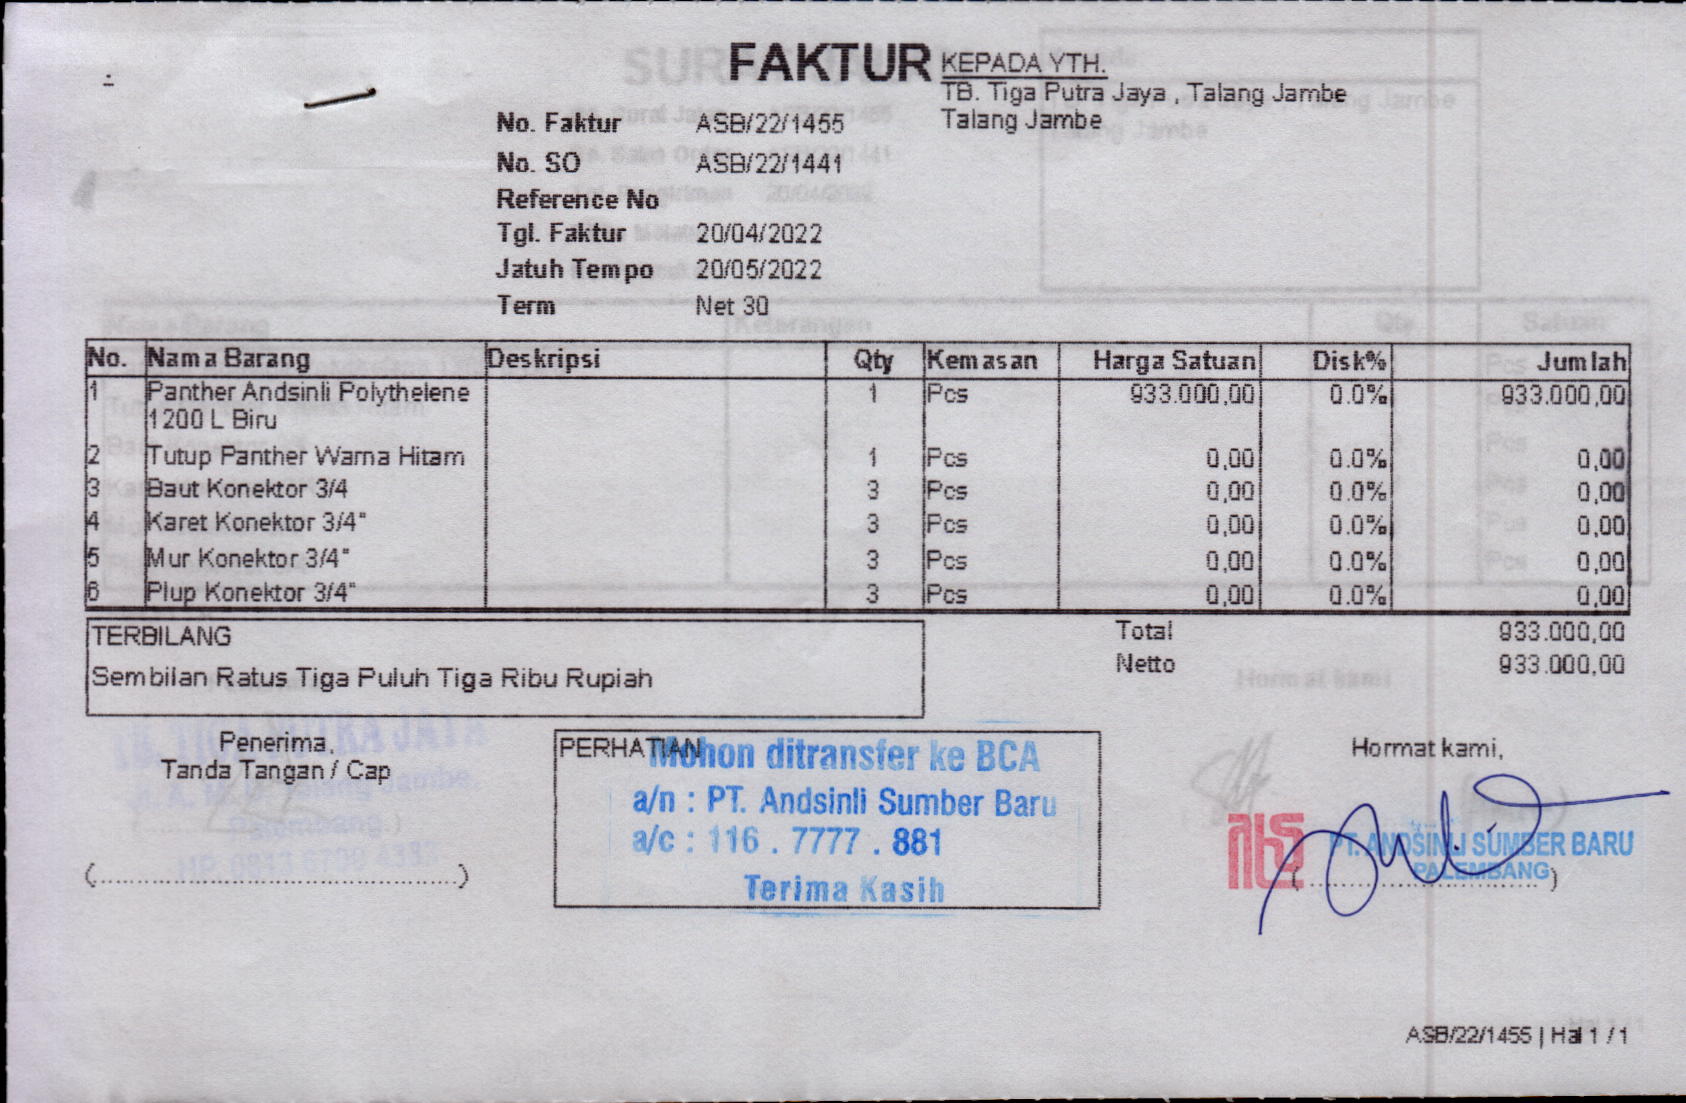 FAKTUR
KEPADA YTH.
TB. Tiga Putra Jaya , Talang Jambe
Talang Jambe
No. Faktur ASB/22/1455
No. SO ASB/22/1441
Reference No
Tgl. Faktur 20/04/2022
Jatuh Tempo 20/05/2022
Term Net 30
No. Nama Barang Deskripsi Qty Kemasan Harga Satuan Disk% Jumlah
1 Panther Andsinli Polythelene 1 Pcs 933.000,00 0.0% 933.000,00
1200 L Biru
2 Tutup Panther Warna Hitam 1 Pcs 0,00 0.0% 0,00
3 Baut Konektor 3/4 3 Pcs 0,00 0.0% 0,00
4 Karet Konektor 3/4" 3 Pcs 0,00 0.0% 0,00
5 Mur Konektor 3/4" 3 Pcs 0,00 0.0% 0,00
6 Plup Konektor 3/4" 3 Pcs 0,00 0.0% 0,00
TERBILANG
Sembilan Ratus Tiga Puluh Tiga Ribu Rupiah
Total 933.000,00
Netto 933.000,00
Penerima,
Tanda Tangan / Cap
(....................................................)
PERHATIAN
Mohon ditransfer ke BCA
a/n : PT. Andsinli Sumber Baru
a/c : 116 . 7777 . 881
Terima Kasih
Hormat kami,
PT. ANDSINLI SUMBER BARU
PALEMBANG
(....................................)
ASB/22/1455 | Hal 1 / 1